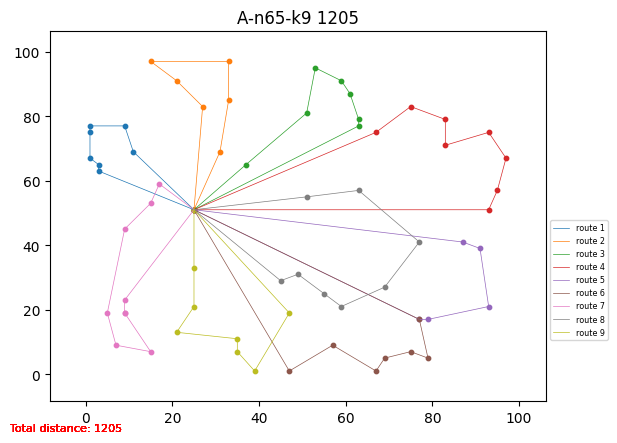 A-n65-k9 1205
100
80
60
40
20
0
0 20 40 60 80 100
route 1
route 2
route 3
route 4
route 5
route 6
route 7
route 8
route 9
Total distance: 1205